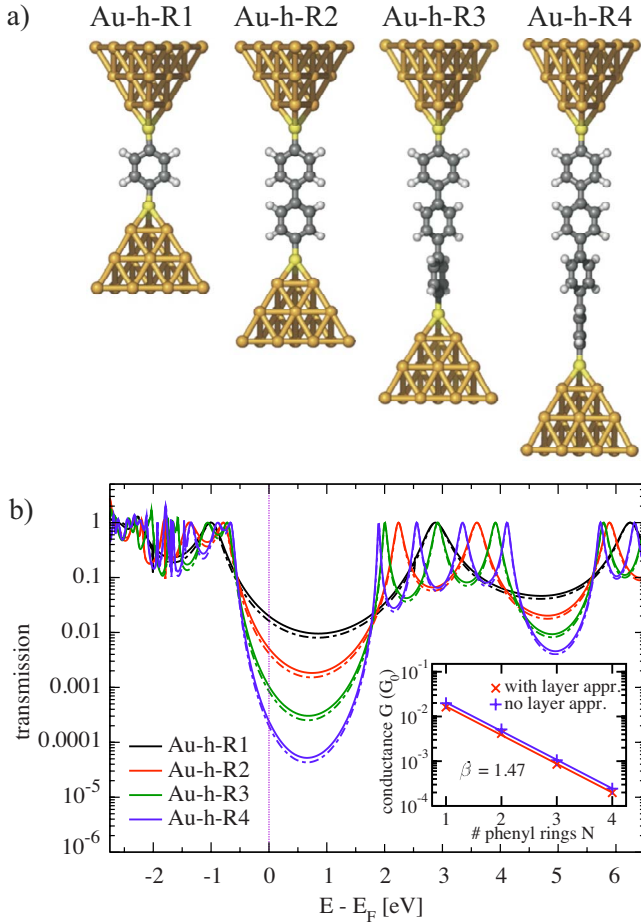 a)
Au-h-R1 Au-h-R2 Au-h-R3 Au-h-R4
b)
transmission
1
0.1
0.01
0.001
0.0001
10^-5
10^-6
Au-h-R1
Au-h-R2
Au-h-R3
Au-h-R4
-2 -1 0 1 2 3 4 5 6
E - E_F [eV]
conductance G (G_0)
10^-1
10^-2
10^-3
10^-4
with layer appr.
no layer appr.
β = 1.47
1 2 3 4
# phenyl rings N